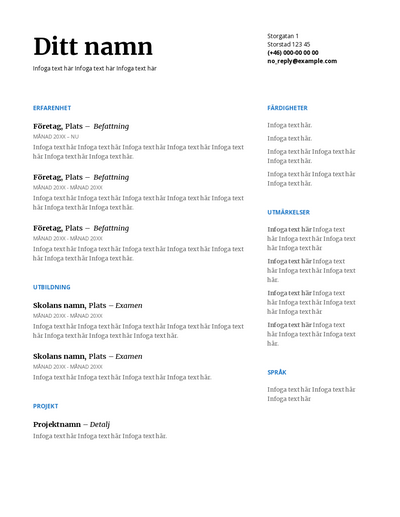 Ditt namn
Infoga text här Infoga text här Infoga text här
Storgatan 1
Storstad 123 45
(+46) 000-00 00 00
no_reply@example.com
ERFARENHET
Företag, Plats – Befattning
MÅNAD 20XX – NU
Infoga text här Infoga text här Infoga text här Infoga text här Infoga text
här Infoga text här Infoga text här.
Företag, Plats – Befattning
MÅNAD 20XX - MÅNAD 20XX
Infoga text här Infoga text här Infoga text här Infoga text här Infoga text
här Infoga text här Infoga text här.
Företag, Plats – Befattning
MÅNAD 20XX - MÅNAD 20XX
Infoga text här Infoga text här Infoga text här Infoga text här Infoga text
här Infoga text här Infoga text här.
UTBILDNING
Skolans namn, Plats – Examen
MÅNAD 20XX - MÅNAD 20XX
Infoga text här Infoga text här Infoga text här Infoga text här Infoga text
här Infoga text här Infoga text här Infoga text här.
Skolans namn, Plats – Examen
MÅNAD 20XX - MÅNAD 20XX
Infoga text här Infoga text här Infoga text här Infoga text här.
PROJEKT
Projektnamn – Detalj
Infoga text här Infoga text här Infoga text här.
FÄRDIGHETER
Infoga text här.
Infoga text här.
Infoga text här Infoga text här
Infoga text här.
Infoga text här Infoga text här
Infoga text här.
UTMÄRKELSER
Infoga text här Infoga text
här Infoga text här Infoga text
här.
Infoga text här Infoga text
här Infoga text här Infoga text
här.
Infoga text här Infoga text
här Infoga text här Infoga text
här.
Infoga text här Infoga text
här Infoga text här Infoga text
här.
SPRÅK
Infoga text här Infoga text här
Infoga text här